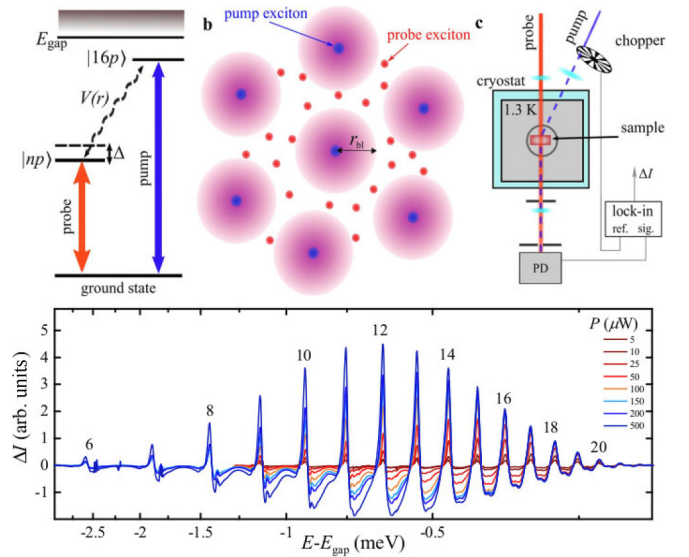 E_gap
|16p⟩
V(r)
|np⟩
Δ
probe
pump
ground state
b
pump exciton
probe exciton
r_bl
c
probe
pump
chopper
cryostat
1.3 K
sample
ΔI
lock-in
ref. sig.
PD
ΔI (arb. units)
5
4
3
2
1
0
-1
6
8
10
12
14
16
18
20
P (μW)
5
10
25
50
100
150
200
500
-2.5 -2 -1.5 -1 -0.5
E-E_gap (meV)